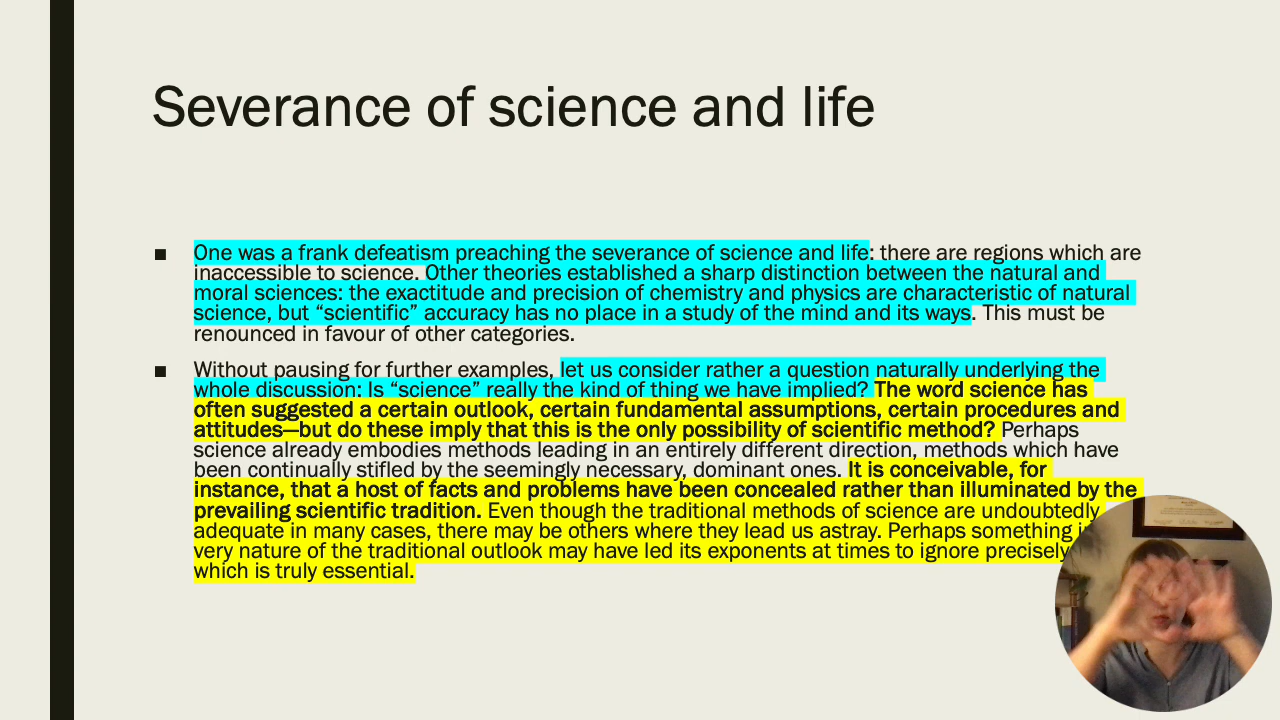 Severance of science and life
One was a frank defeatism preaching the severance of science and life: there are regions which are
inaccessible to science. Other theories established a sharp distinction between the natural and
moral sciences: the exactitude and precision of chemistry and physics are characteristic of natural
science, but “scientific” accuracy has no place in a study of the mind and its ways. This must be
renounced in favour of other categories.
Without pausing for further examples, let us consider rather a question naturally underlying the
whole discussion: Is “science” really the kind of thing we have implied? The word science has
often suggested a certain outlook, certain fundamental assumptions, certain procedures and
attitudes—but do these imply that this is the only possibility of scientific method? Perhaps
science already embodies methods leading in an entirely different direction, methods which have
been continually stifled by the seemingly necessary, dominant ones. It is conceivable, for
instance, that a host of facts and problems have been concealed rather than illuminated by the
prevailing scientific tradition. Even though the traditional methods of science are undoubtedly
adequate in many cases, there may be others where they lead us astray. Perhaps something
very nature of the traditional outlook may have led its exponents at times to ignore precisely
which is truly essential.